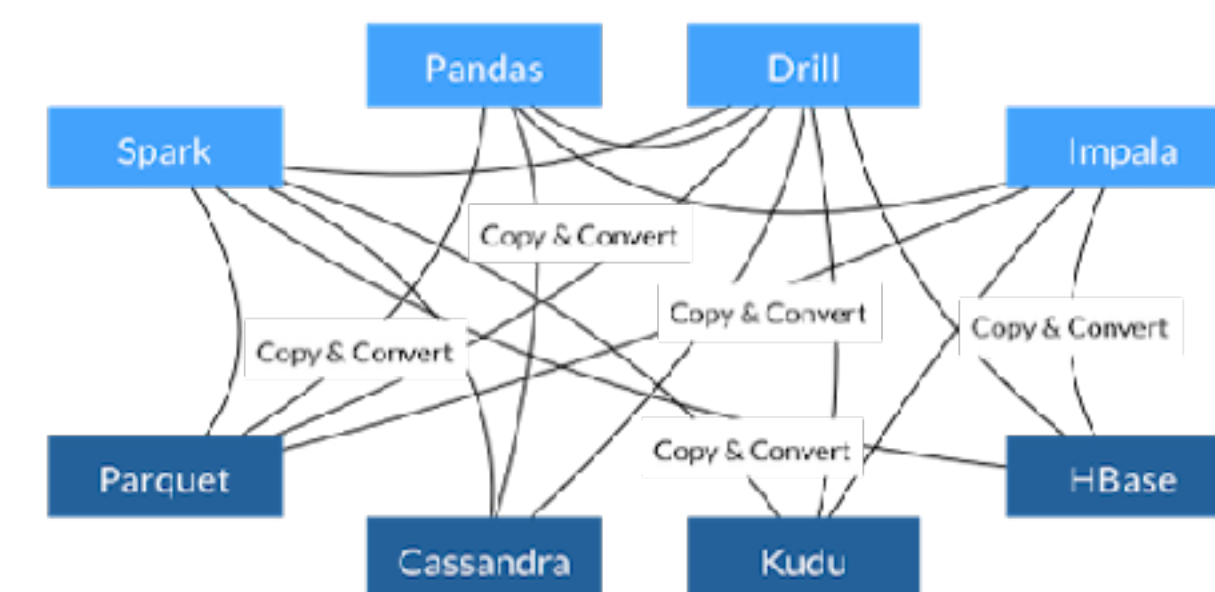 Pandas
Drill
Spark
Impala
Copy & Convert
Copy & Convert
Copy & Convert
Copy & Convert
Copy & Convert
Parquet
HBase
Cassandra
Kudu